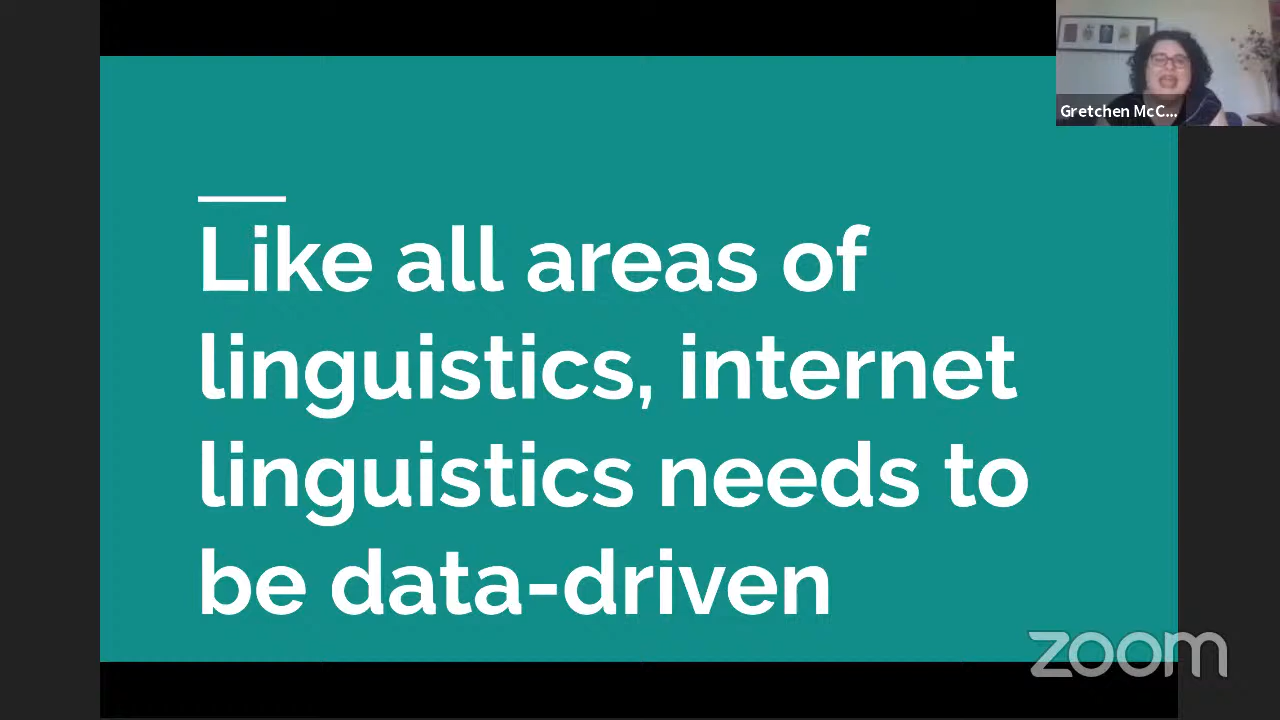 Gretchen McC...
Like all areas of
linguistics, internet
linguistics needs to
be data-driven
zoom